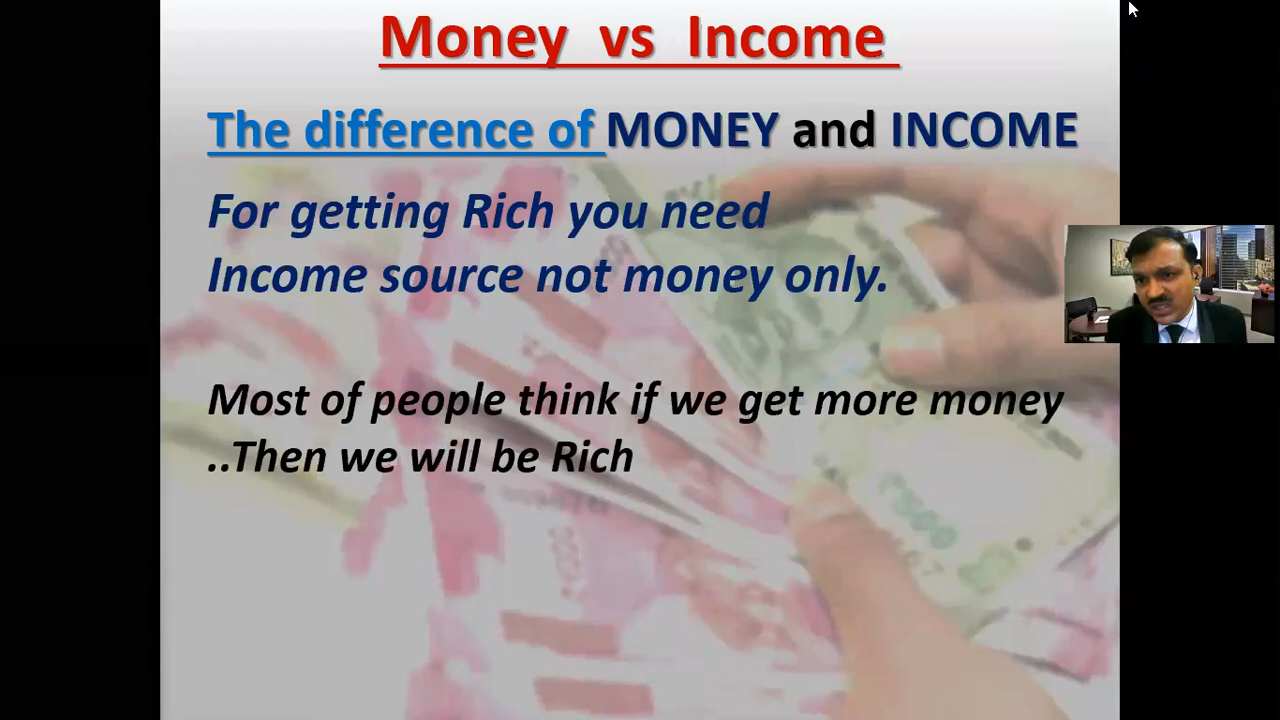 Money vs Income
The difference of MONEY and INCOME
For getting Rich you need
Income source not money only.
Most of people think if we get more money
..Then we will be Rich
₹500